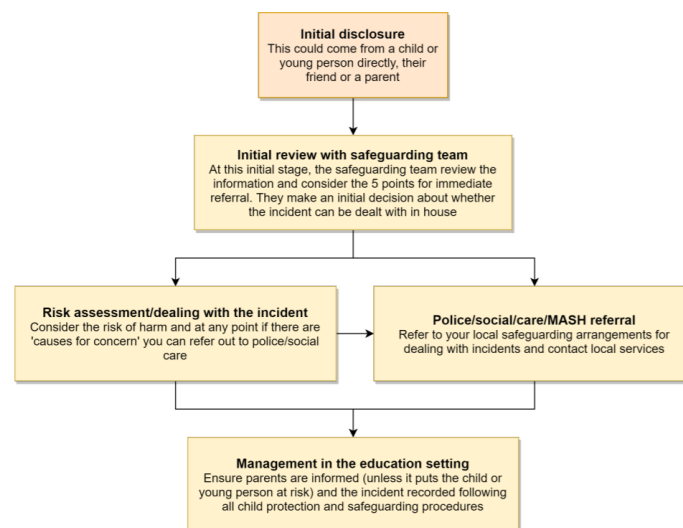 Initial disclosure
This could come from a child or
young person directly, their
friend or a parent
Initial review with safeguarding team
At this initial stage, the safeguarding team review the
information and consider the 5 points for immediate
referral. They make an initial decision about whether
the incident can be dealt with in house
Risk assessment/dealing with the incident
Consider the risk of harm and at any point if there are
'causes for concern' you can refer out to police/social
care
Police/social/care/MASH referral
Refer to your local safeguarding arrangements for
dealing with incidents and contact local services
Management in the education setting
Ensure parents are informed (unless it puts the child or
young person at risk) and the incident recorded following
all child protection and safeguarding procedures